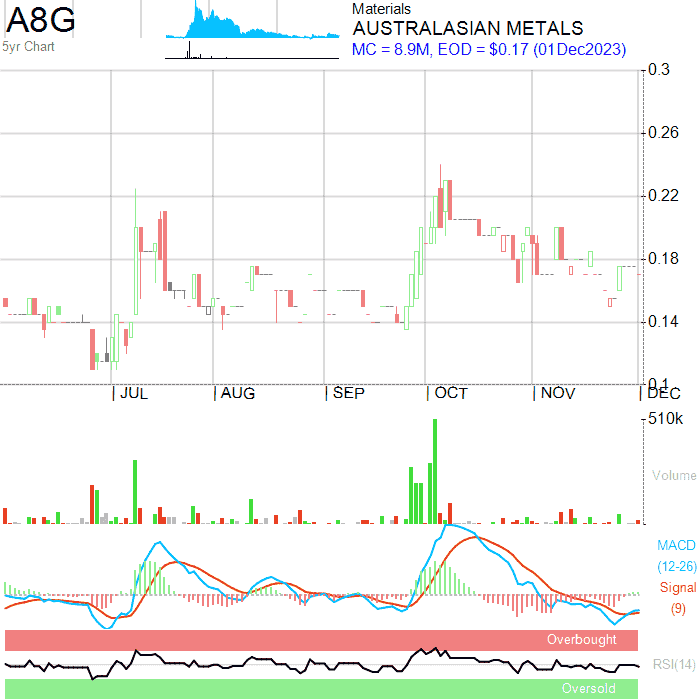 A8G
5yr Chart
Materials
AUSTRALASIAN METALS
MC = 8.9M, EOD = $0.17 (01Dec2023)
0.3
0.26
0.22
0.18
0.14
0.1
JUL AUG SEP OCT NOV DEC
510k
Volume
MACD
(12-26)
Signal
(9)
Overbought
RSI(14)
Oversold